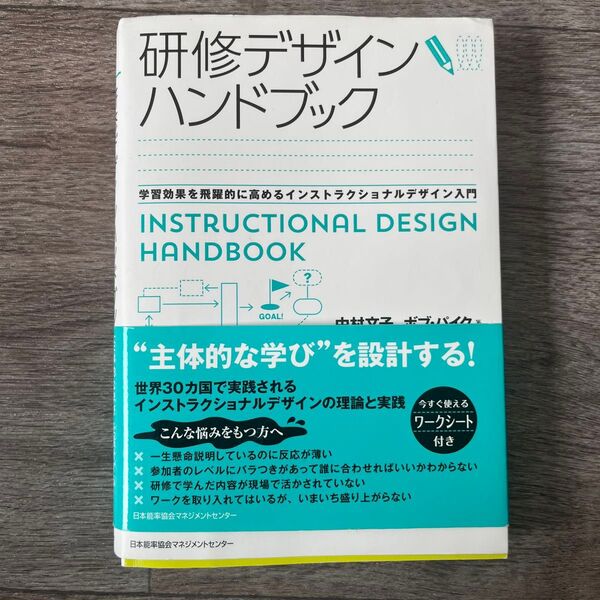 研修デザイン
ハンドブック
学習効果を飛躍的に高めるインストラクショナルデザイン入門
INSTRUCTIONAL DESIGN
HANDBOOK
?
GOAL!
中村文子 ボブ・パイク 著
“主体的な学び”を設計する!
世界30カ国で実践される
インストラクショナルデザインの理論と実践
今すぐ使える
ワークシート
付き
こんな悩みをもつ方へ
× 一生懸命説明しているのに反応が薄い
× 参加者のレベルにバラつきがあって誰に合わせればいいかわからない
× 研修で学んだ内容が現場で活かされていない
× ワークを取り入れてはいるが、いまいち盛り上がらない
日本能率協会マネジメントセンター
日本能率協会マネジメントセンター